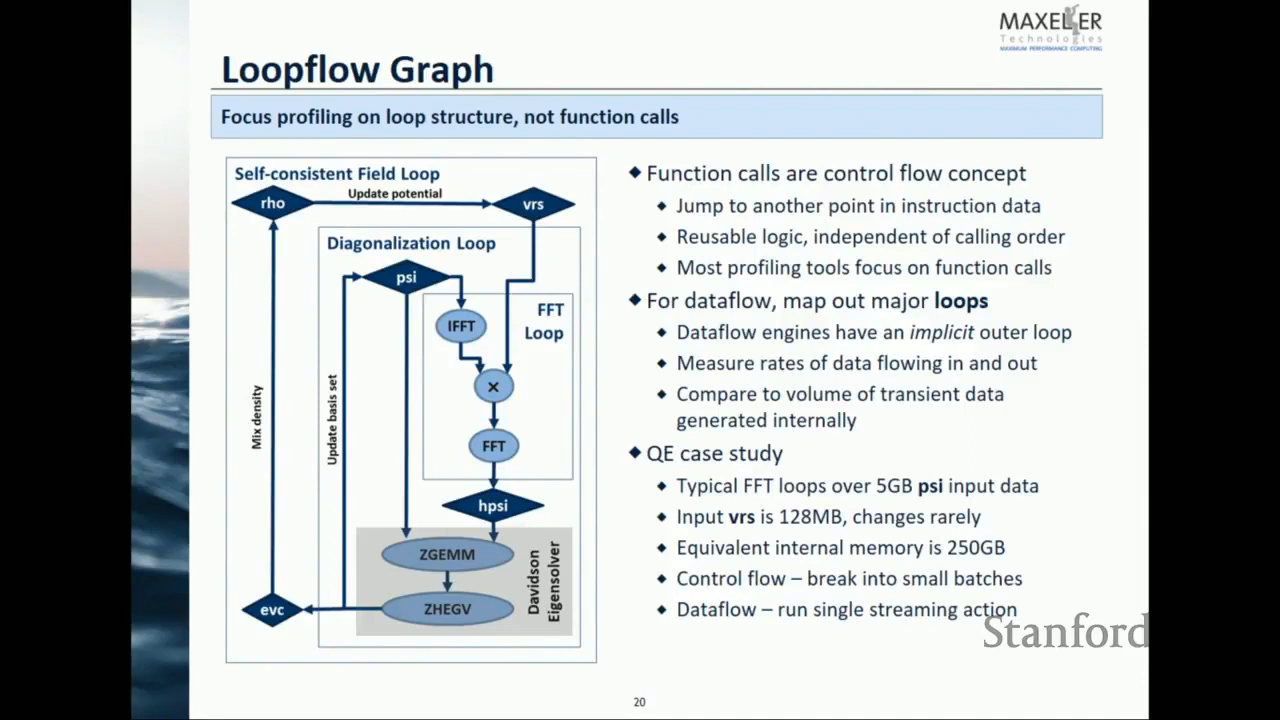 MAXELER
Technologies
MAXIMUM PERFORMANCE COMPUTING
Loopflow Graph
Focus profiling on loop structure, not function calls
Self-consistent Field Loop
rho
Update potential
vrs
Diagonalization Loop
psi
FFT
Loop
IFFT
×
FFT
Mix density
Update basis set
hpsi
ZGEMM
ZHEGV
Davidson
Eigensolver
evc
Function calls are control flow concept
Jump to another point in instruction data
Reusable logic, independent of calling order
Most profiling tools focus on function calls
For dataflow, map out major loops
Dataflow engines have an implicit outer loop
Measure rates of data flowing in and out
Compare to volume of transient data
generated internally
QE case study
Typical FFT loops over 5GB psi input data
Input vrs is 128MB, changes rarely
Equivalent internal memory is 250GB
Control flow – break into small batches
Dataflow – run single streaming action
Stanford
20